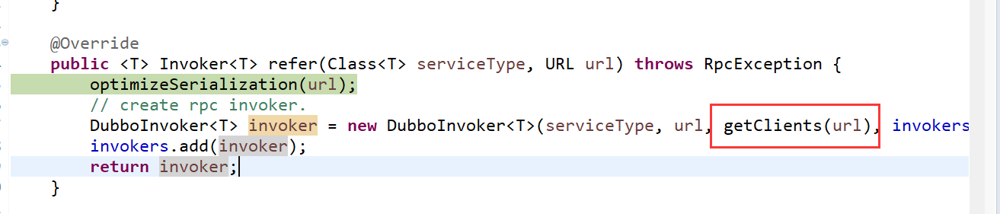 }
@Override
public <T> Invoker<T> refer(Class<T> serviceType, URL url) throws RpcException {
optimizeSerialization(url);
// create rpc invoker.
DubboInvoker<T> invoker = new DubboInvoker<T>(serviceType, url, getClients(url), invokers
invokers.add(invoker);
return invoker;
}